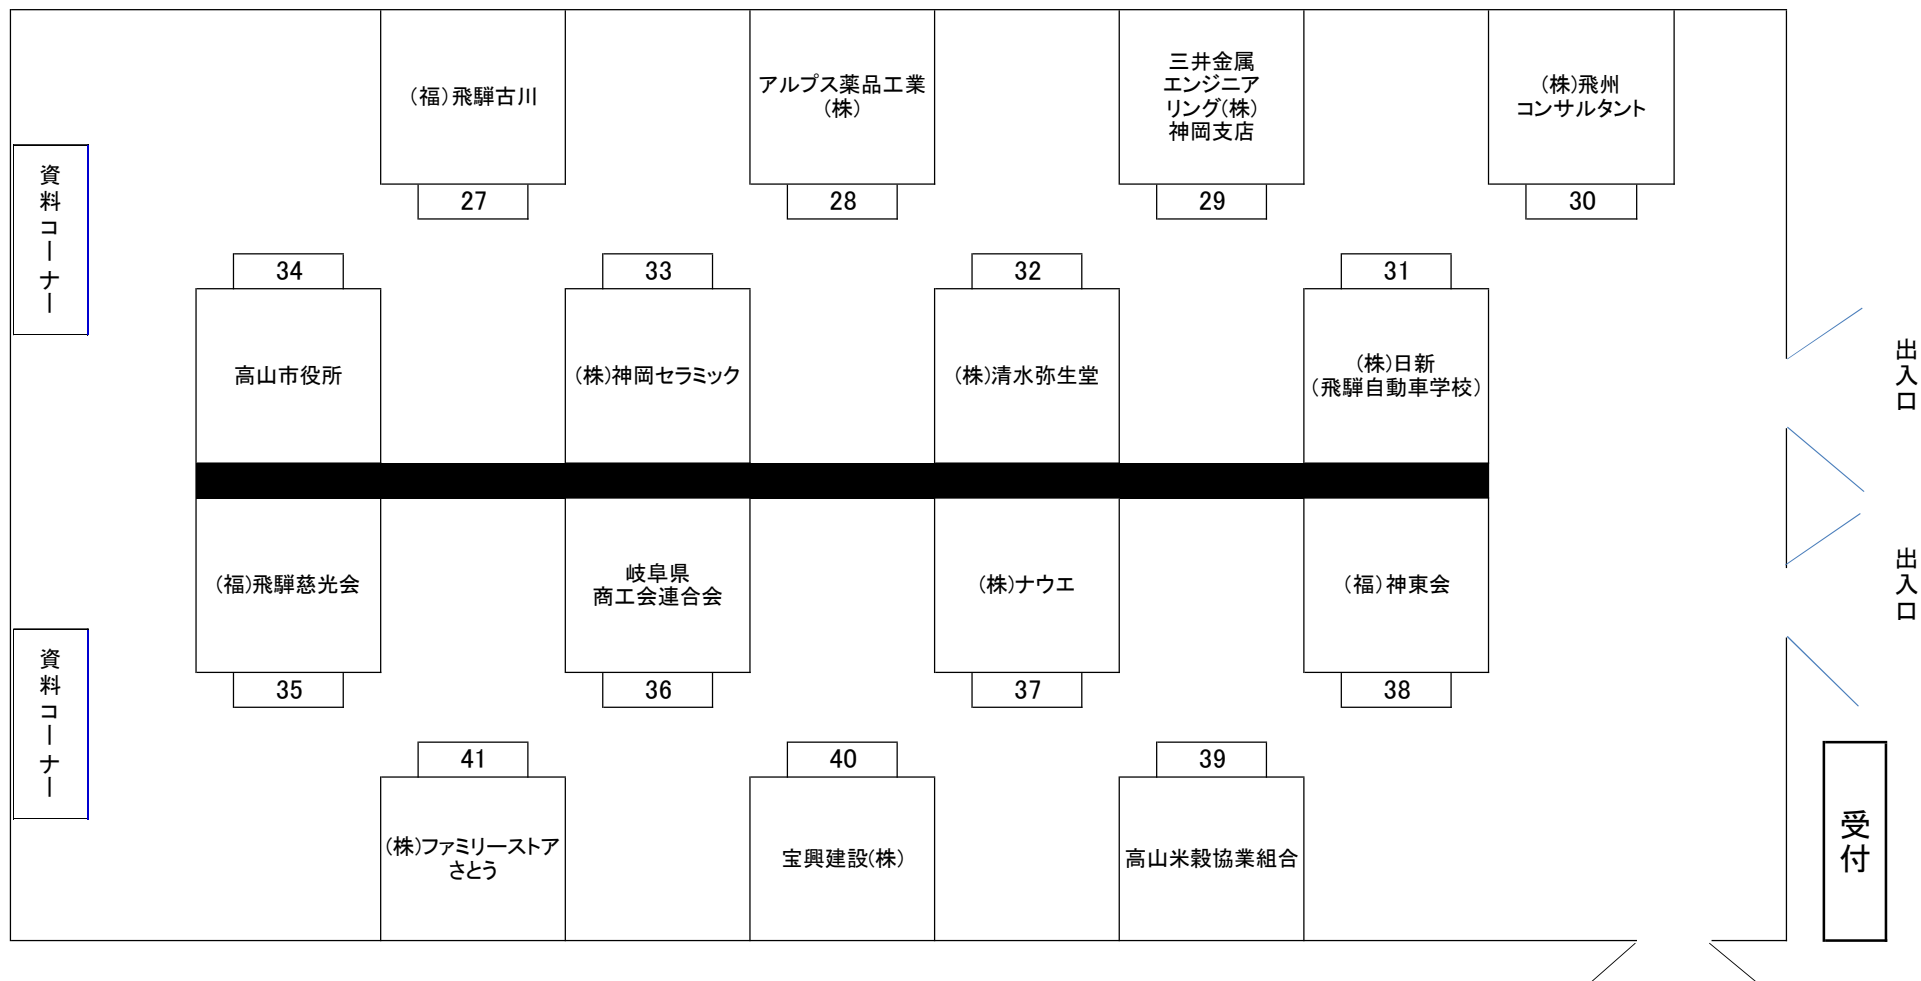 (福)飛騨古川
アルプス薬品工業
(株)
三井金属
エンジニア
リング(株)
神岡支店
(株)飛州
コンサルタント
資料コーナー
27
28
29
30
34
33
32
31
高山市役所
(株)神岡セラミック
(株)清水弥生堂
(株)日新
(飛騨自動車学校)
出入口
(福)飛騨慈光会
岐阜県
商工会連合会
(株)ナウエ
(福)神東会
出入口
資料コーナー
35
36
37
38
41
40
39
(株)ファミリーストア
さとう
宝興建設(株)
高山米穀協業組合
受付